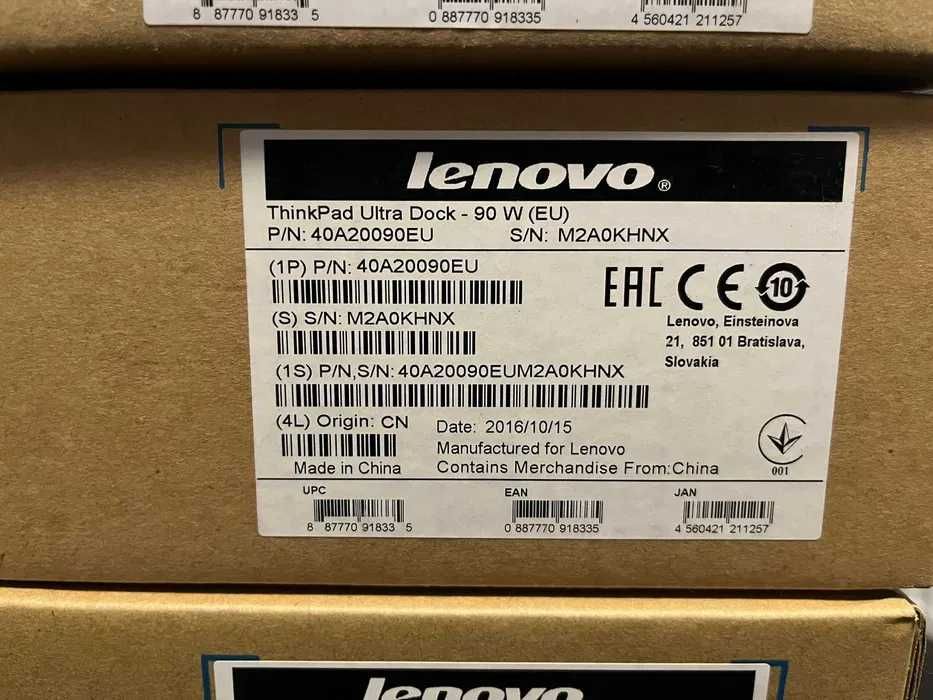 8 87770 91833 5
0 887770 918335
4 560421 211257
lenovo®
ThinkPad Ultra Dock - 90 W (EU)
P/N: 40A20090EU S/N: M2A0KHNX
(1P) P/N: 40A20090EU
EAC CE 10
(S) S/N: M2A0KHNX
Lenovo, Einsteinova
21, 851 01 Bratislava,
Slovakia
(1S) P/N,S/N: 40A20090EUM2A0KHNX
(4L) Origin: CN
Date: 2016/10/15
Manufactured for Lenovo
Made in China
Contains Merchandise From:China
001
UPC
8 87770 91833 5
EAN
0 887770 918335
JAN
4 560421 211257
lenovo